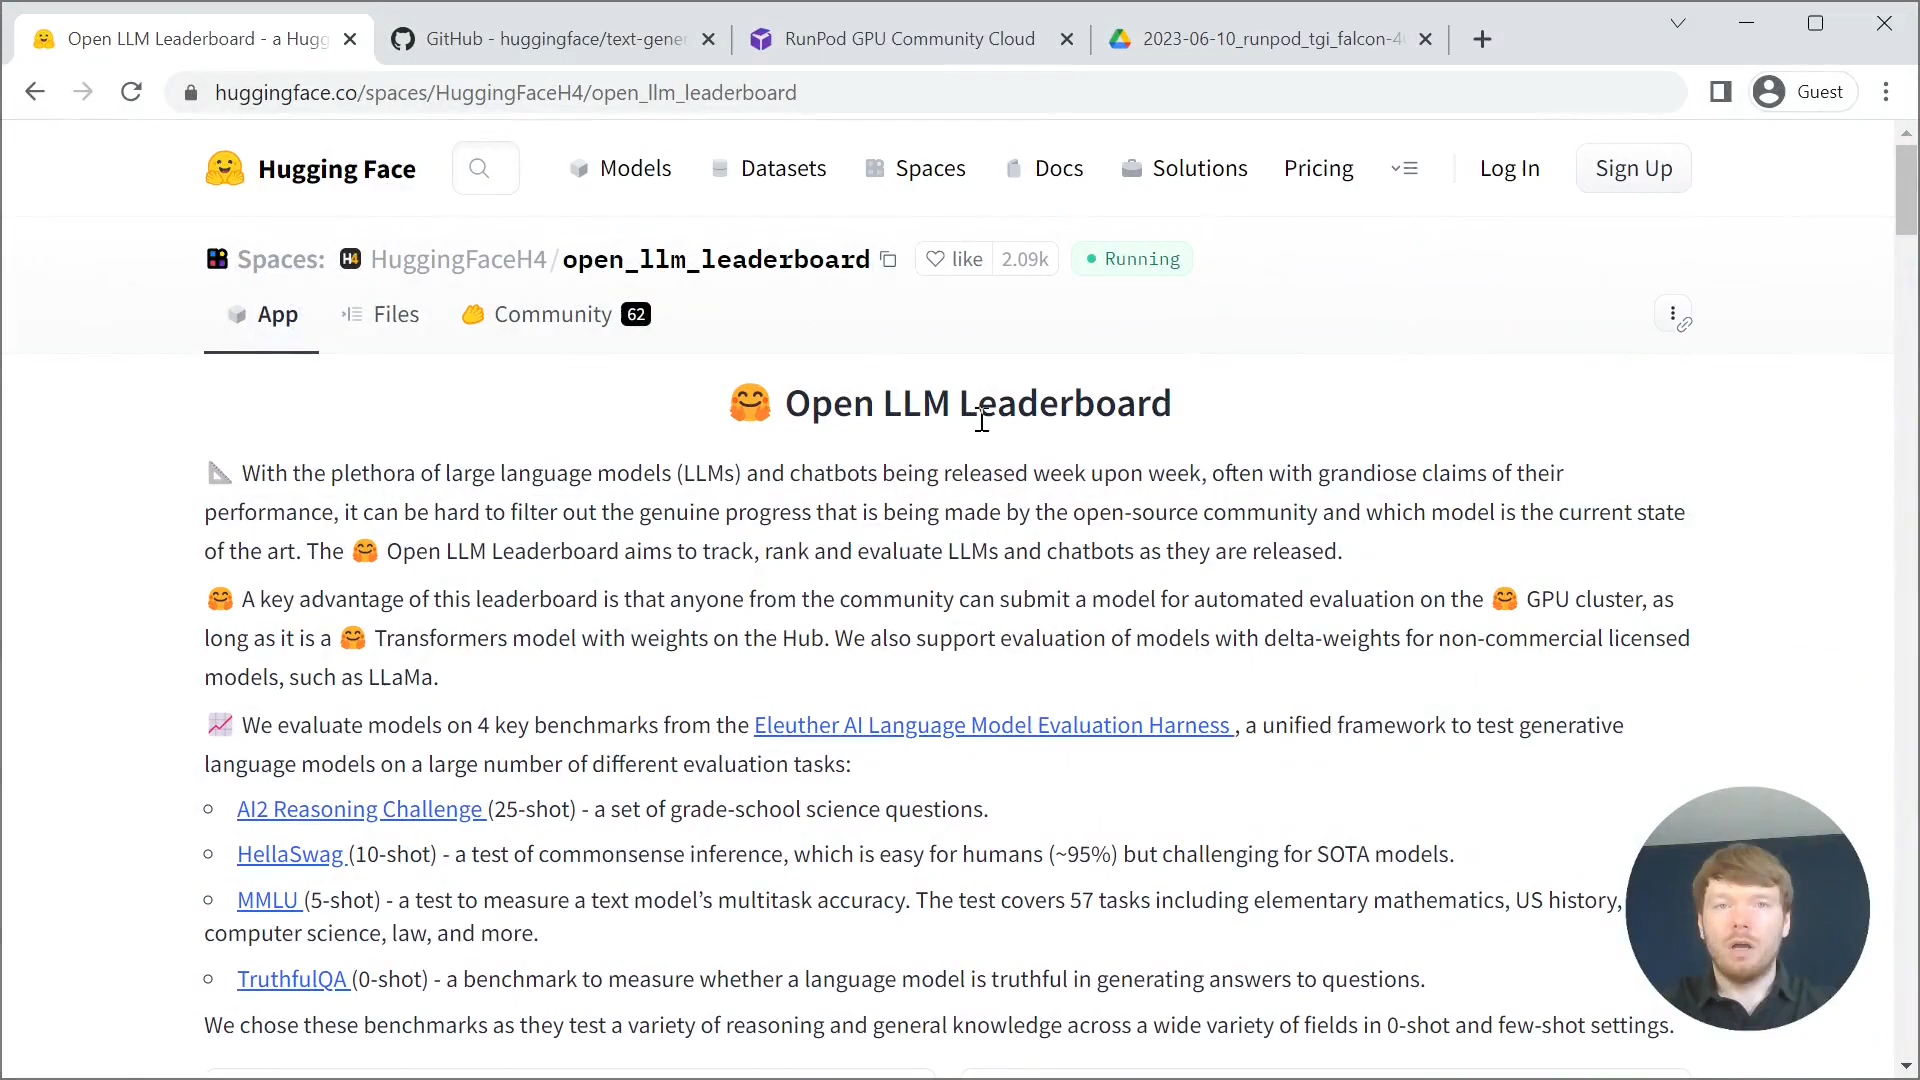 Open LLM Leaderboard - a Hugg
GitHub - huggingface/text-gener
RunPod GPU Community Cloud
2023-06-10_runpod_tgi_falcon-4
huggingface.co/spaces/HuggingFaceH4/open_llm_leaderboard
Guest
Hugging Face
Models
Datasets
Spaces
Docs
Solutions
Pricing
Log In
Sign Up
Spaces: H4 HuggingFaceH4/open_llm_leaderboard
like 2.09k
Running
App
Files
Community 62
🤗 Open LLM Leaderboard
📐 With the plethora of large language models (LLMs) and chatbots being released week upon week, often with grandiose claims of their
performance, it can be hard to filter out the genuine progress that is being made by the open-source community and which model is the current state
of the art. The 🤗 Open LLM Leaderboard aims to track, rank and evaluate LLMs and chatbots as they are released.
🤗 A key advantage of this leaderboard is that anyone from the community can submit a model for automated evaluation on the 🤗 GPU cluster, as
long as it is a 🤗 Transformers model with weights on the Hub. We also support evaluation of models with delta-weights for non-commercial licensed
models, such as LLaMa.
📈 We evaluate models on 4 key benchmarks from the Eleuther AI Language Model Evaluation Harness , a unified framework to test generative
language models on a large number of different evaluation tasks:
AI2 Reasoning Challenge (25-shot) - a set of grade-school science questions.
HellaSwag (10-shot) - a test of commonsense inference, which is easy for humans (~95%) but challenging for SOTA models.
MMLU (5-shot) - a test to measure a text model’s multitask accuracy. The test covers 57 tasks including elementary mathematics, US history,
computer science, law, and more.
TruthfulQA (0-shot) - a benchmark to measure whether a language model is truthful in generating answers to questions.
We chose these benchmarks as they test a variety of reasoning and general knowledge across a wide variety of fields in 0-shot and few-shot settings.